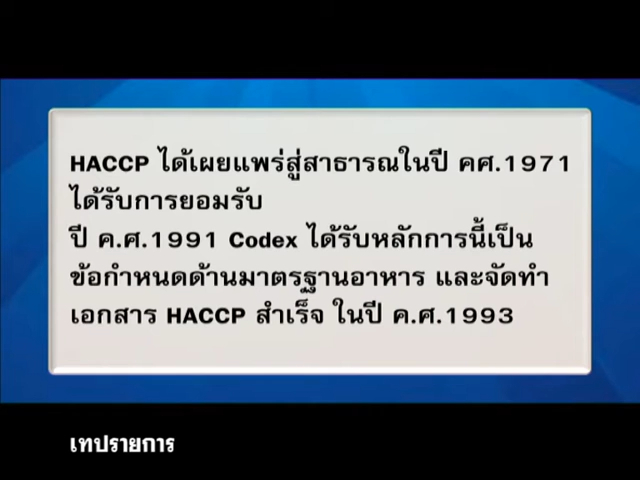 HACCP ได้เผยแพร่สู่สาธารณในปี คศ.1971
ได้รับการยอมรับ
ปี ค.ศ.1991 Codex ได้รับหลักการนี้เป็น
ข้อกำหนดด้านมาตรฐานอาหาร และจัดทำ
เอกสาร HACCP สำเร็จ ในปี ค.ศ.1993
เทปรายการ